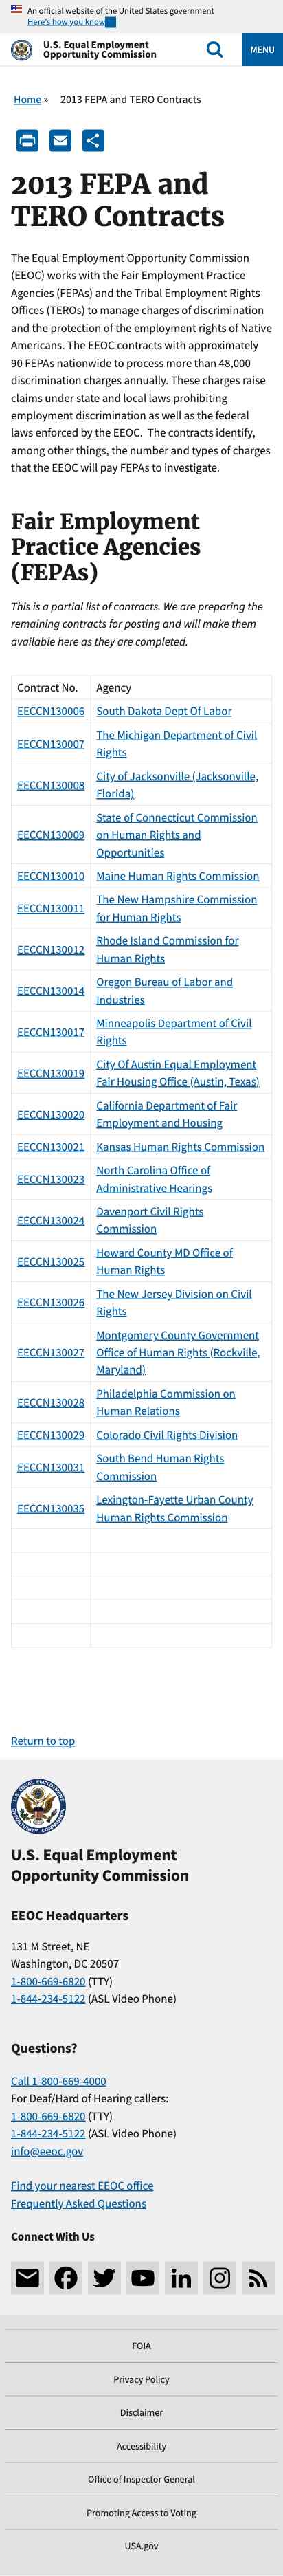 An official website of the United States government
Here's how you know
U.S. Equal Employment
Opportunity Commission
MENU
Home » 2013 FEPA and TERO Contracts
2013 FEPA and
TERO Contracts
The Equal Employment Opportunity Commission
(EEOC) works with the Fair Employment Practice
Agencies (FEPAs) and the Tribal Employment Rights
Offices (TEROs) to manage charges of discrimination
and the protection of the employment rights of Native
Americans. The EEOC contracts with approximately
90 FEPAs nationwide to process more than 48,000
discrimination charges annually. These charges raise
claims under state and local laws prohibiting
employment discrimination as well as the federal
laws enforced by the EEOC. The contracts identify,
among other things, the number and types of charges
that the EEOC will pay FEPAs to investigate.
Fair Employment
Practice Agencies
(FEPAs)
This is a partial list of contracts. We are preparing the
remaining contracts for posting and will make them
available here as they are completed.
Contract No. Agency
EECCN130006 South Dakota Dept Of Labor
EECCN130007 The Michigan Department of Civil
Rights
EECCN130008 City of Jacksonville (Jacksonville,
Florida)
EECCN130009 State of Connecticut Commission
on Human Rights and
Opportunities
EECCN130010 Maine Human Rights Commission
EECCN130011 The New Hampshire Commission
for Human Rights
EECCN130012 Rhode Island Commission for
Human Rights
EECCN130014 Oregon Bureau of Labor and
Industries
EECCN130017 Minneapolis Department of Civil
Rights
EECCN130019 City Of Austin Equal Employment
Fair Housing Office (Austin, Texas)
EECCN130020 California Department of Fair
Employment and Housing
EECCN130021 Kansas Human Rights Commission
EECCN130023 North Carolina Office of
Administrative Hearings
EECCN130024 Davenport Civil Rights
Commission
EECCN130025 Howard County MD Office of
Human Rights
EECCN130026 The New Jersey Division on Civil
Rights
EECCN130027 Montgomery County Government
Office of Human Rights (Rockville,
Maryland)
EECCN130028 Philadelphia Commission on
Human Relations
EECCN130029 Colorado Civil Rights Division
EECCN130031 South Bend Human Rights
Commission
EECCN130035 Lexington-Fayette Urban County
Human Rights Commission
Return to top
U.S. Equal Employment
Opportunity Commission
EEOC Headquarters
131 M Street, NE
Washington, DC 20507
1-800-669-6820 (TTY)
1-844-234-5122 (ASL Video Phone)
Questions?
Call 1-800-669-4000
For Deaf/Hard of Hearing callers:
1-800-669-6820 (TTY)
1-844-234-5122 (ASL Video Phone)
info@eeoc.gov
Find your nearest EEOC office
Frequently Asked Questions
Connect With Us
FOIA
Privacy Policy
Disclaimer
Accessibility
Office of Inspector General
Promoting Access to Voting
USA.gov